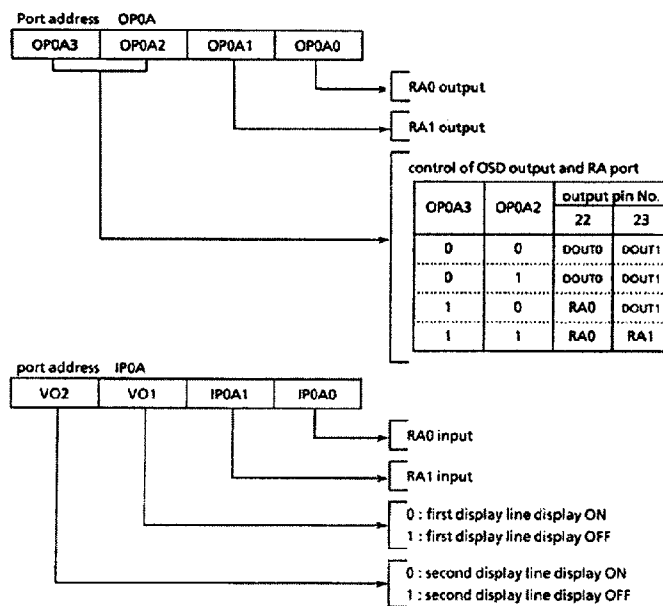 Port address OP0A
OP0A3 OP0A2 OP0A1 OP0A0
RA0 output
RA1 output
control of OSD output and RA port
OP0A3 OP0A2 output pin No.
22 23
0 0 DOUT0 DOUT1
0 1 DOUT0 DOUT1
1 0 RA0 DOUT1
1 1 RA0 RA1
port address IP0A
VO2 VO1 IP0A1 IP0A0
RA0 input
RA1 input
0 : first display line display ON
1 : first display line display OFF
0 : second display line display ON
1 : second display line display OFF